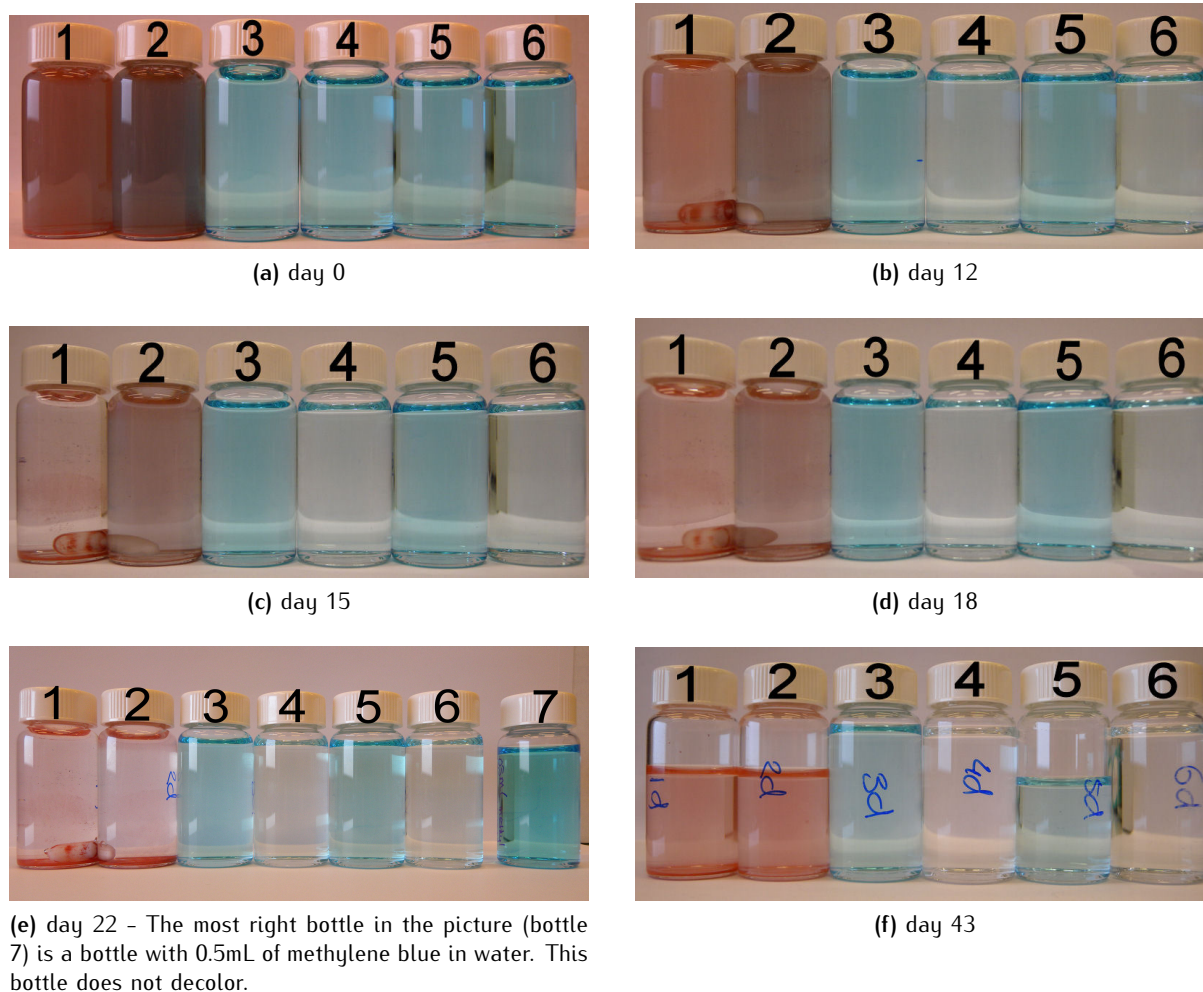 1 2 3 4 5 6
(a) day 0
1 2 3 4 5 6
(b) day 12
1 2 3 4 5 6
(c) day 15
1 2 3 4 5 6
(d) day 18
1 2 3 4 5 6 7
2d
(e) day 22 – The most right bottle in the picture (bottle
7) is a bottle with 0.5mL of methylene blue in water. This
bottle does not decolor.
1 2 3 4 5 6
1d 2d 3d 4d 5d 6d
(f) day 43